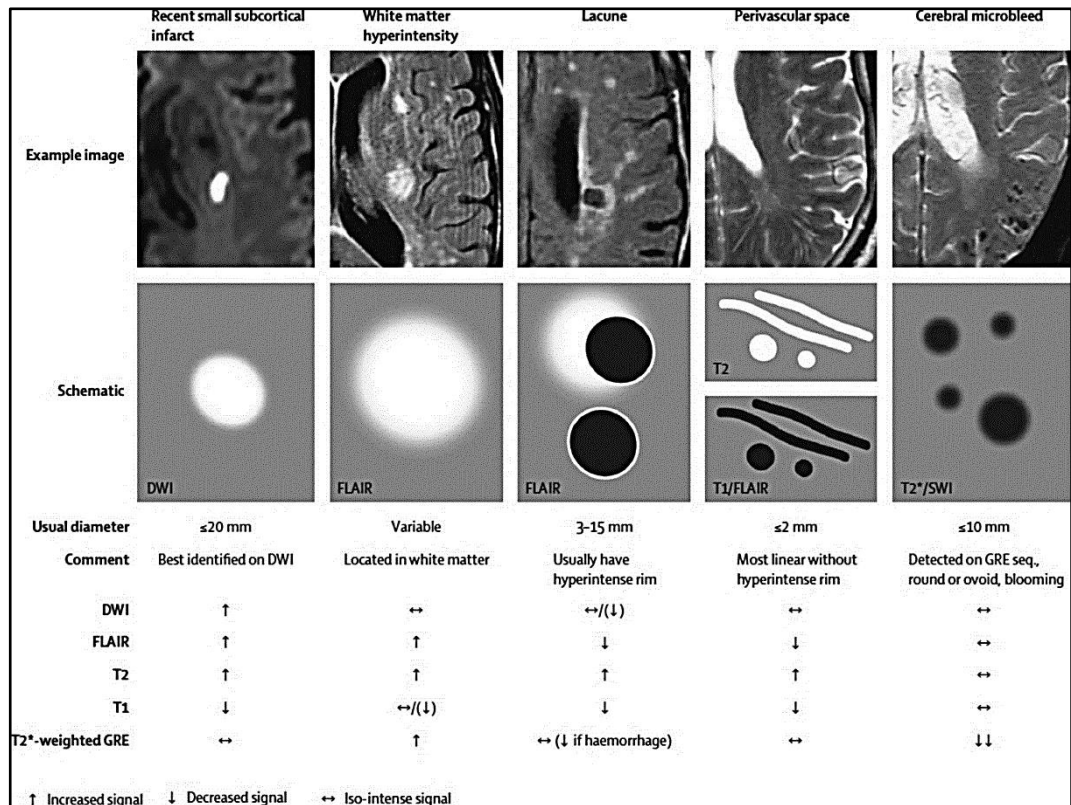 Recent small subcortical infarct
White matter hyperintensity
Lacune
Perivascular space
Cerebral microbleed
Example image
Schematic
DWI
FLAIR
FLAIR
T2
T1/FLAIR
T2*/SWI
Usual diameter ≤20 mm Variable 3–15 mm ≤2 mm ≤10 mm
Comment Best identified on DWI Located in white matter Usually have hyperintense rim Most linear without hyperintense rim Detected on GRE seq., round or ovoid, blooming
DWI ↑ ↔ ↔/(↓) ↔ ↔
FLAIR ↑ ↑ ↓ ↓ ↔
T2 ↑ ↑ ↑ ↑ ↔
T1 ↓ ↔/(↓) ↓ ↓ ↔
T2*-weighted GRE ↔ ↑ ↔ (↓ if haemorrhage) ↔ ↓↓
↑ Increased signal ↓ Decreased signal ↔ Iso-intense signal